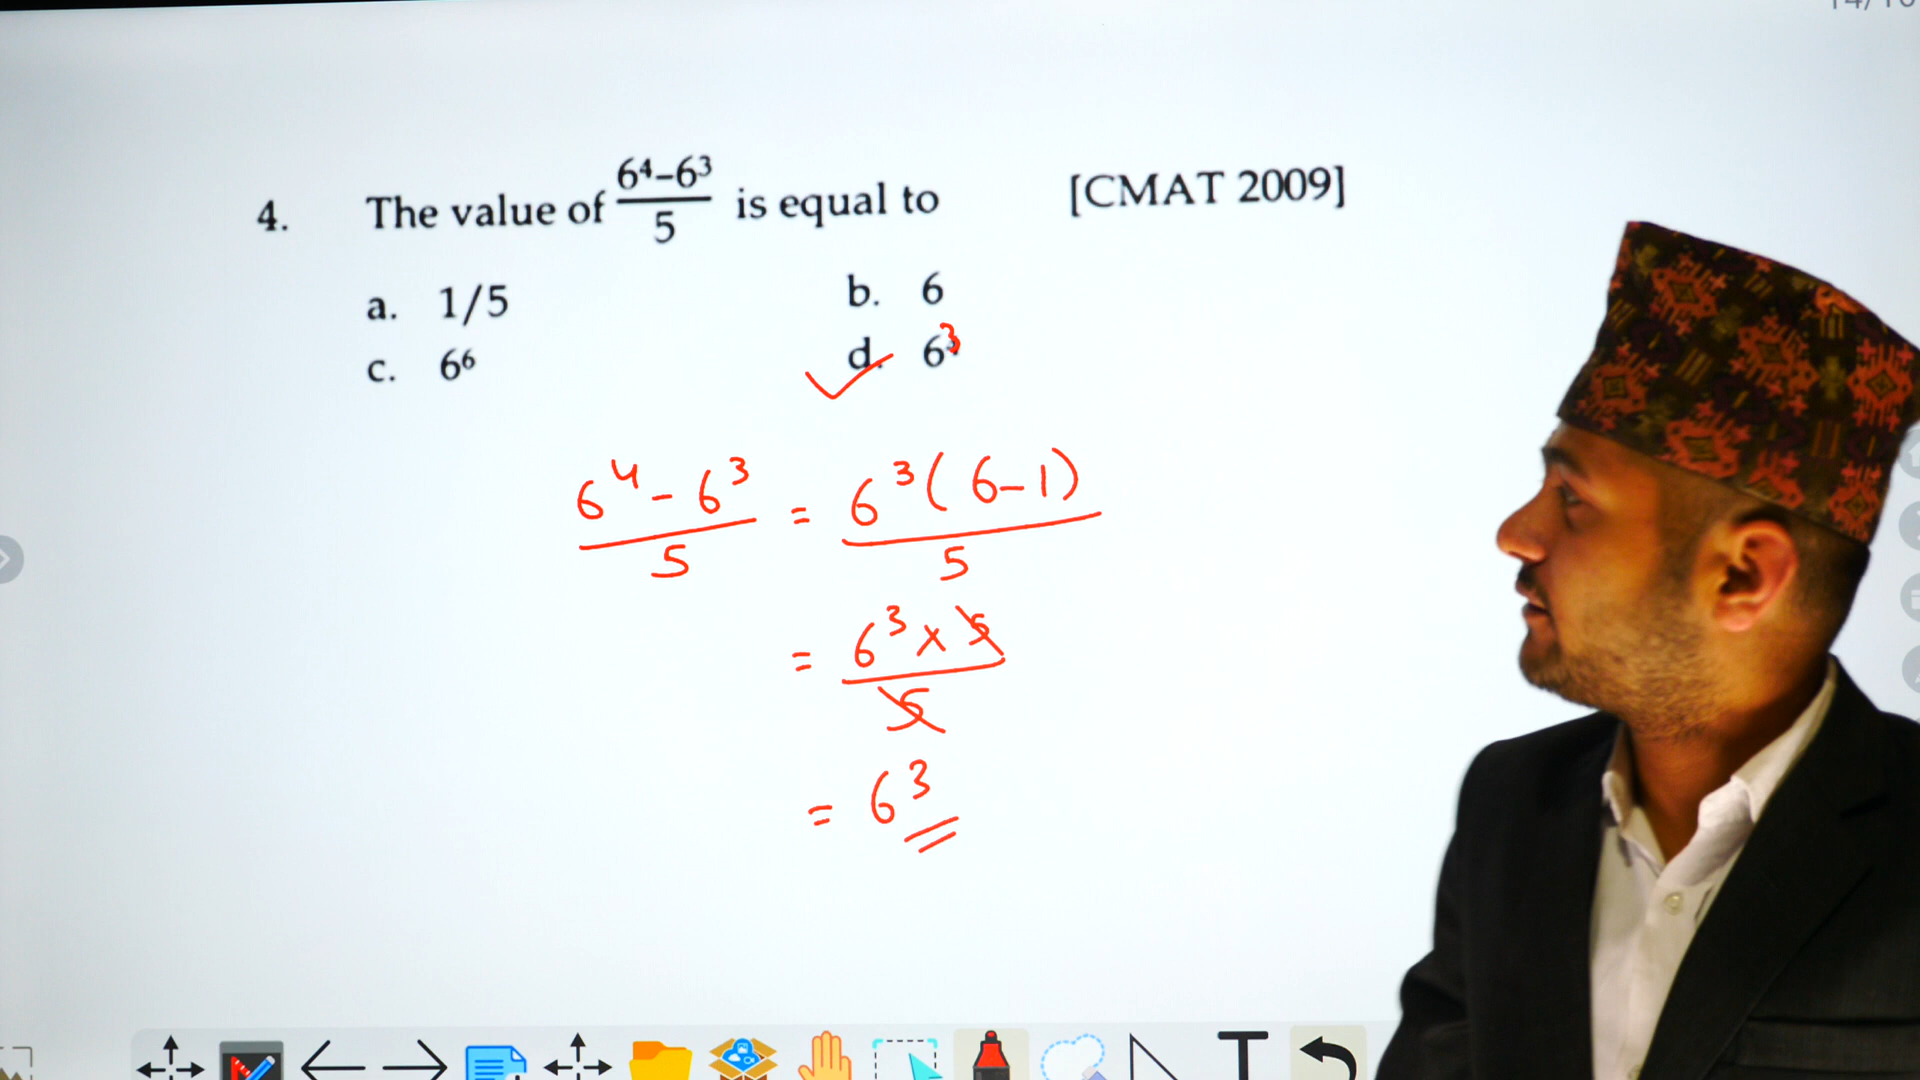 4. The value of 6⁴–6³/5 is equal to [CMAT 2009]
a. 1/5 b. 6
c. 6⁶ d. 6³
6⁴ - 6³ / 5 = 6³(6-1) / 5
= 6³ x 5 / 5
= 6³
T